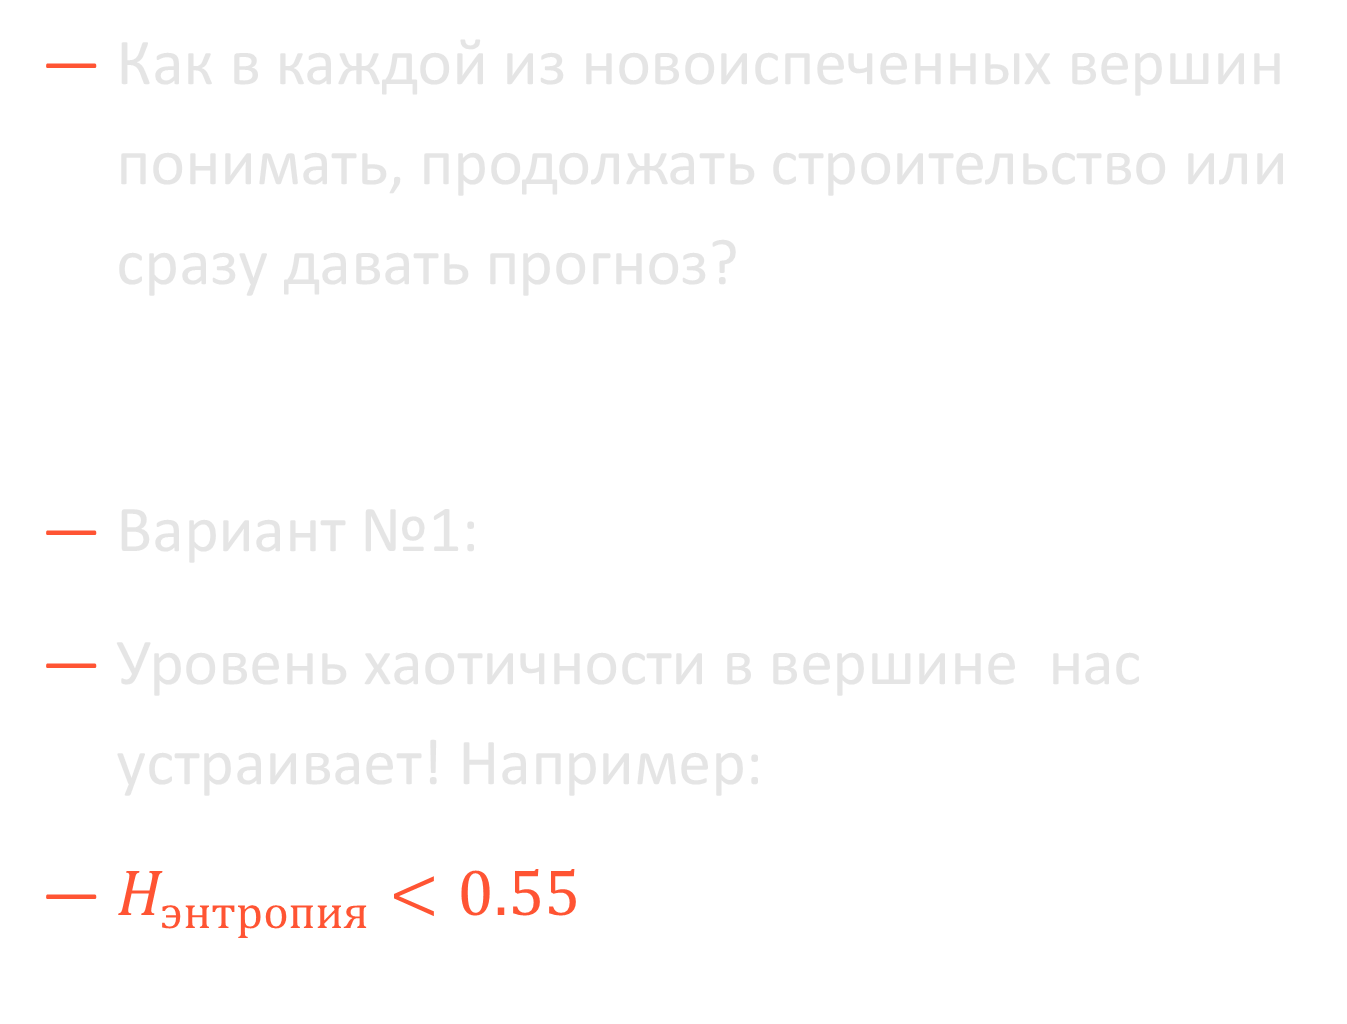 — Как в каждой из новоиспеченных вершин
понимать, продолжать строительство или
сразу давать прогноз?
— Вариант №1:
— Уровень хаотичности в вершине нас
устраивает! Например:
— H_энтропия < 0.55